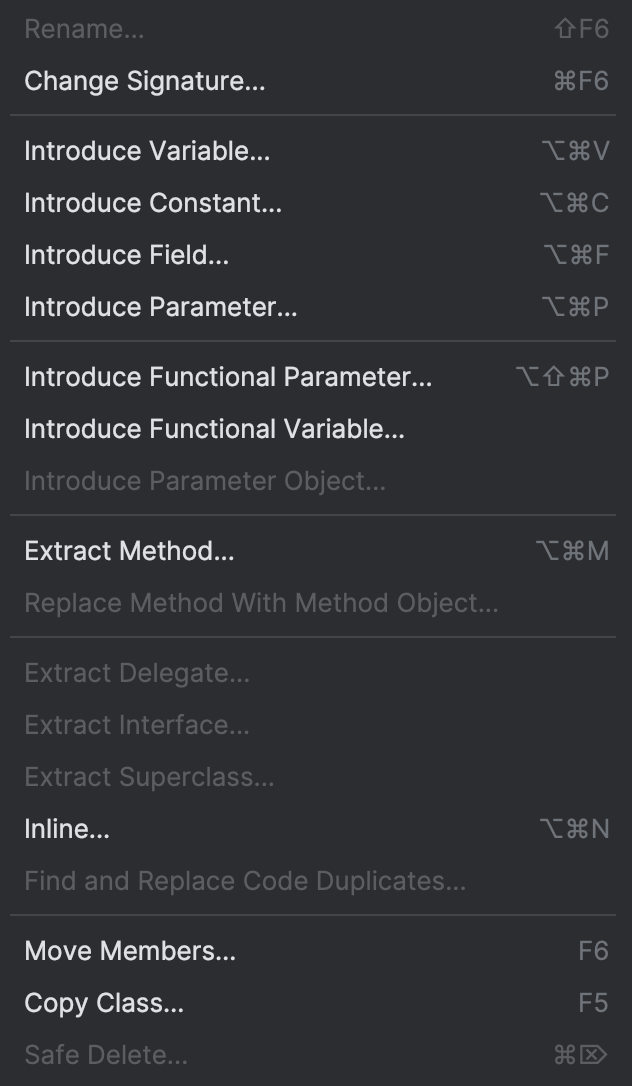 Rename... ⇧F6
Change Signature... ⌘F6
Introduce Variable... ⌥⌘V
Introduce Constant... ⌥⌘C
Introduce Field... ⌥⌘F
Introduce Parameter... ⌥⌘P
Introduce Functional Parameter... ⌥⇧⌘P
Introduce Functional Variable...
Introduce Parameter Object...
Extract Method... ⌥⌘M
Replace Method With Method Object...
Extract Delegate...
Extract Interface...
Extract Superclass...
Inline... ⌥⌘N
Find and Replace Code Duplicates...
Move Members... F6
Copy Class... F5
Safe Delete... ⌘⌦